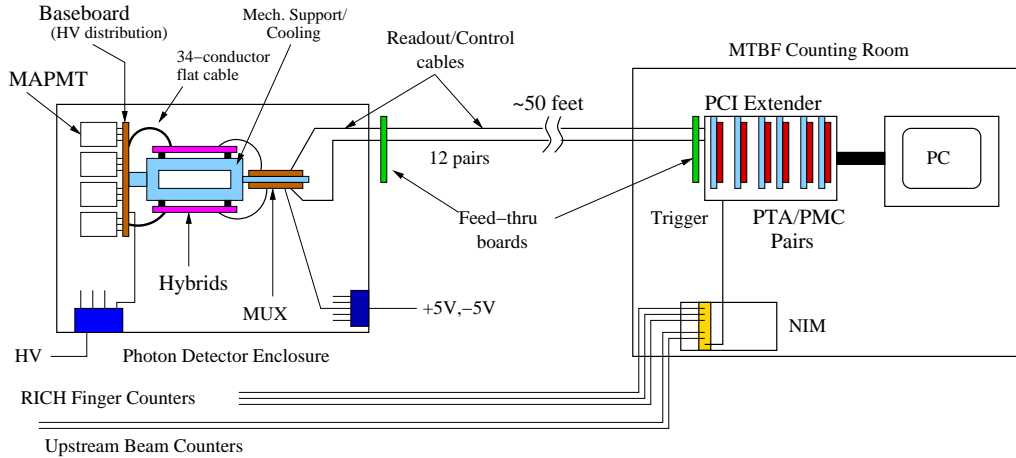 Baseboard
(HV distribution)
Mech. Support/
Cooling
34−conductor
flat cable
MAPMT
Readout/Control
cables
MTBF Counting Room
~50 feet
PCI Extender
12 pairs
PC
Feed−thru
boards
Trigger
PTA/PMC
Pairs
Hybrids
MUX
+5V,−5V
NIM
HV
Photon Detector Enclosure
RICH Finger Counters
Upstream Beam Counters